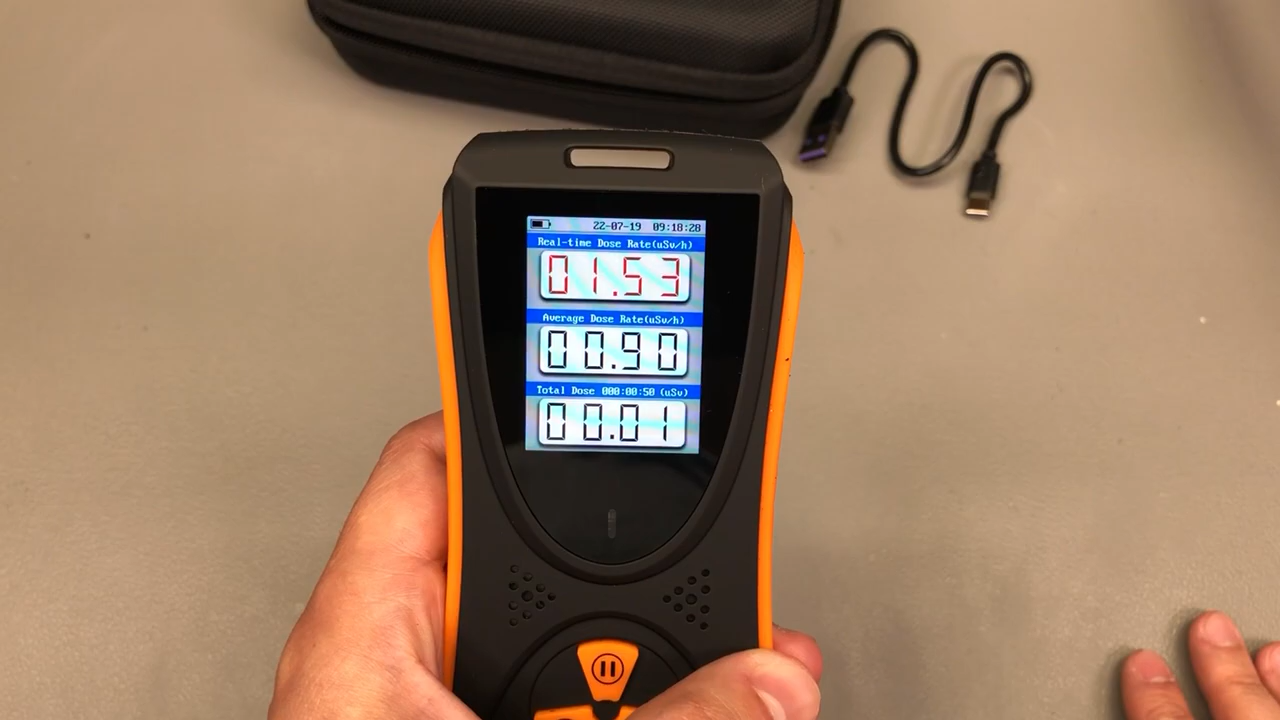 22-07-19 09:18:28
Real-time Dose Rate(uSv/h)
01.53
Average Dose Rate(uSv/h)
00.90
Total Dose 000:00:50 (uSv)
00.01